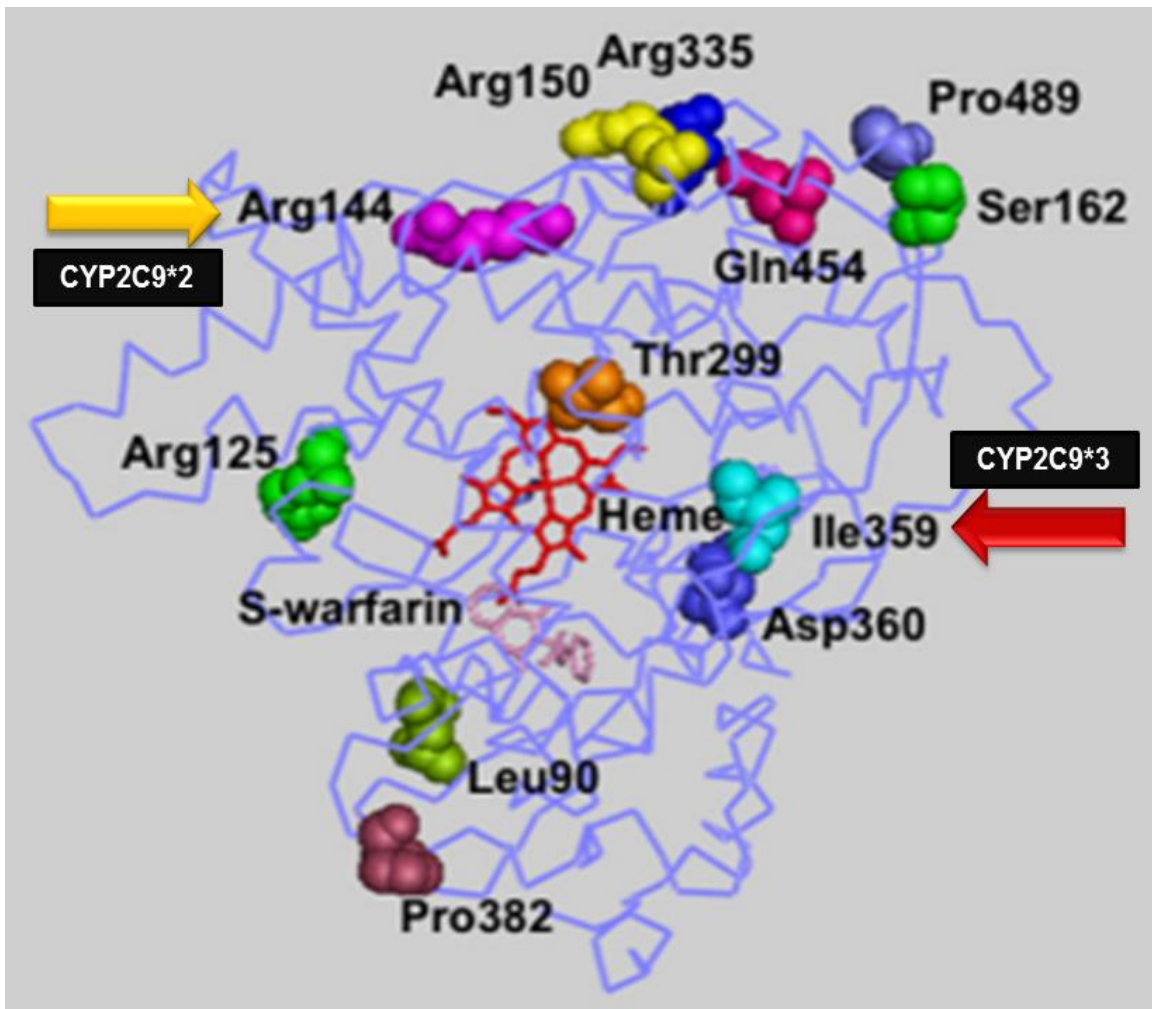 Arg335
Arg150
Pro489
Arg144
Ser162
CYP2C9*2
Gln454
Thr299
Arg125
CYP2C9*3
Heme
Ile359
S-warfarin
Asp360
Leu90
Pro382